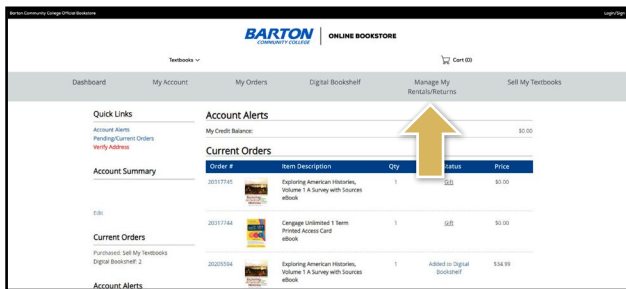 Barton Community College Official Bookstore
Login/Sign
BARTON
COMMUNITY COLLEGE
ONLINE BOOKSTORE
Textbooks
Cart (0)
Dashboard
My Account
My Orders
Digital Bookshelf
Manage My
Rentals/Returns
Sell My Textbooks
Quick Links
Account Alerts
Pending/Current Orders
Verify Address
Account Summary
Edit
Current Orders
Purchased: Sell My Textbooks
Digital Bookshelf: 2
Account Alerts
Account Alerts
My Credit Balance:
$0.00
Current Orders
Order #
Item Description
Qty
Status
Price
20317745
Exploring American Histories,
Volume 1 A Survey with Sources
eBook
1
Gift
$0.00
20317744
Cengage Unlimited 1 Term
Printed Access Card
eBook
1
Gift
$0.00
Exploring American Histories,
Volume 1 A Survey with Sources
eBook
1
Added to Digital
Bookshelf
$34.99